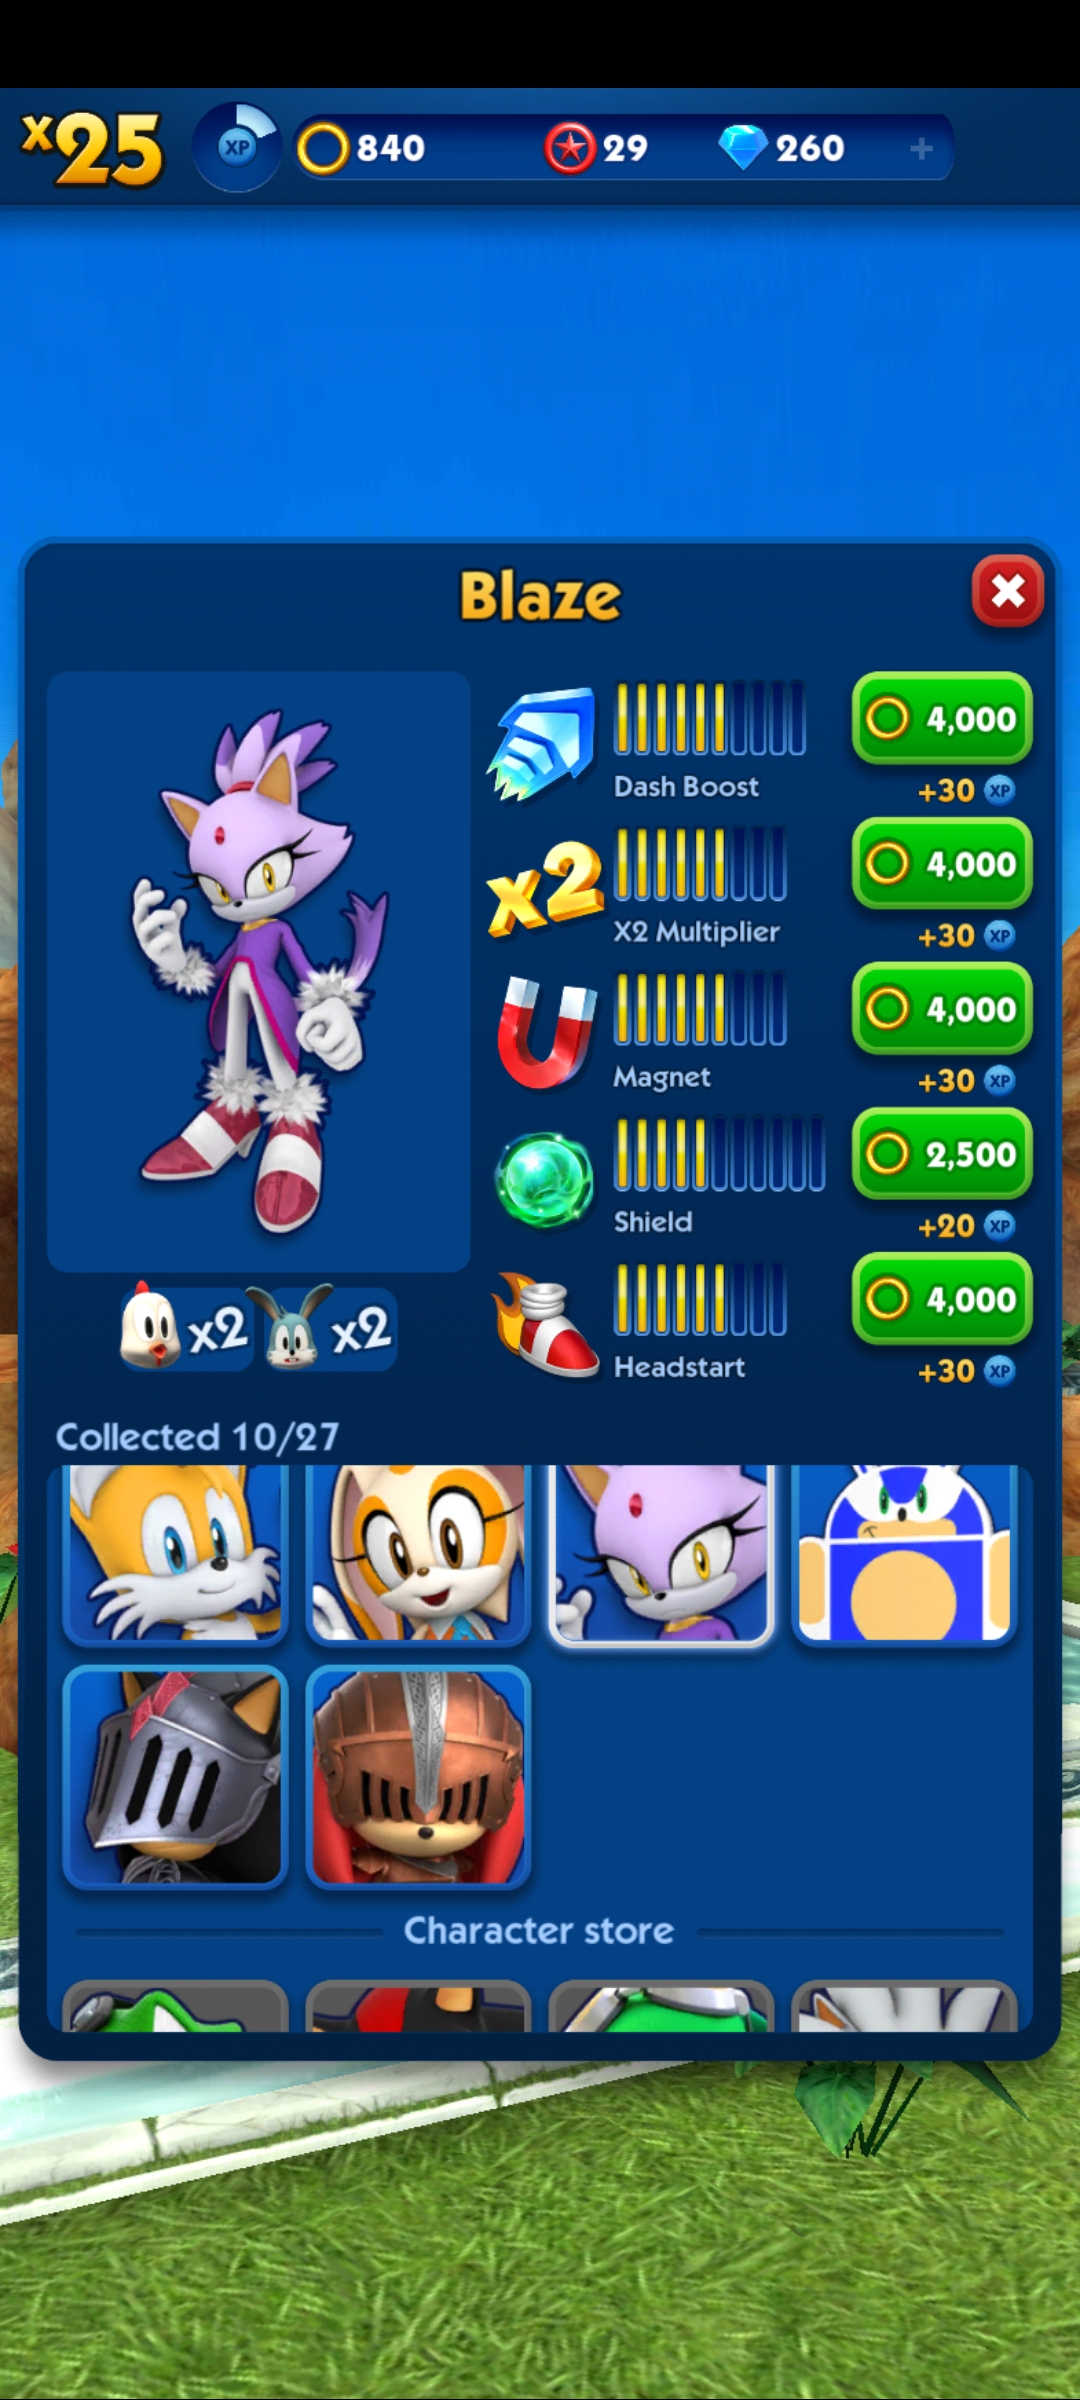 x25
XP
840
29
260
+
Blaze
4,000
Dash Boost
+30 XP
x2
4,000
X2 Multiplier
+30 XP
4,000
Magnet
+30 XP
2,500
Shield
+20 XP
x2 x2
4,000
Headstart
+30 XP
Collected 10/27
Character store